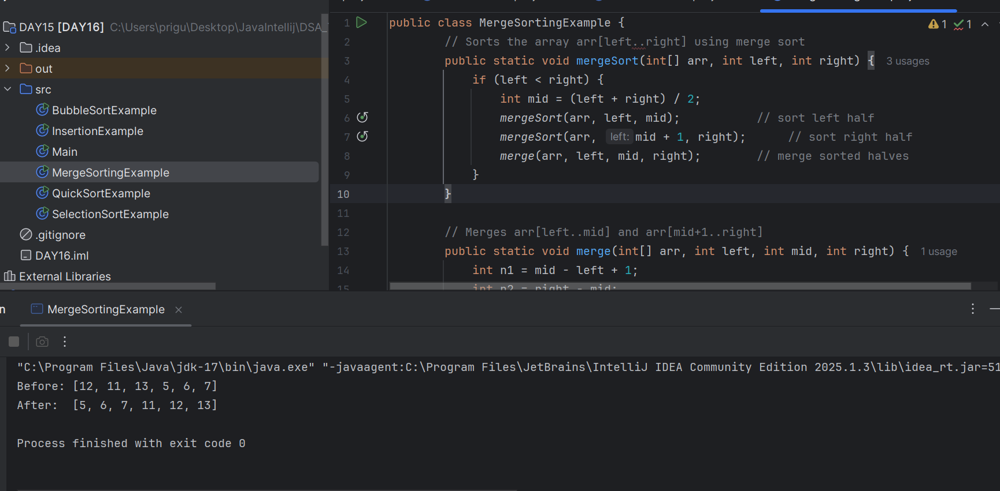 DAY15 [DAY16] C:\Users\prigu\Desktop\JavaIntellij\DSA_
.idea
out
src
BubbleSortExample
InsertionExample
Main
MergeSortingExample
QuickSortExample
SelectionSortExample
.gitignore
DAY16.iml
External Libraries
1 public class MergeSortingExample {
2 // Sorts the array arr[left..right] using merge sort
3 public static void mergeSort(int[] arr, int left, int right) { 3 usages
4 if (left < right) {
5 int mid = (left + right) / 2;
6 mergeSort(arr, left, mid); // sort left half
7 mergeSort(arr, left: mid + 1, right); // sort right half
8 merge(arr, left, mid, right); // merge sorted halves
9 }
10 }
11
12 // Merges arr[left..mid] and arr[mid+1..right]
13 public static void merge(int[] arr, int left, int mid, int right) { 1 usage
14 int n1 = mid - left + 1;
15 int n2 = right - mid;
1 1
n MergeSortingExample
"C:\Program Files\Java\jdk-17\bin\java.exe" "-javaagent:C:\Program Files\JetBrains\IntelliJ IDEA Community Edition 2025.1.3\lib\idea_rt.jar=51
Before: [12, 11, 13, 5, 6, 7]
After: [5, 6, 7, 11, 12, 13]
Process finished with exit code 0